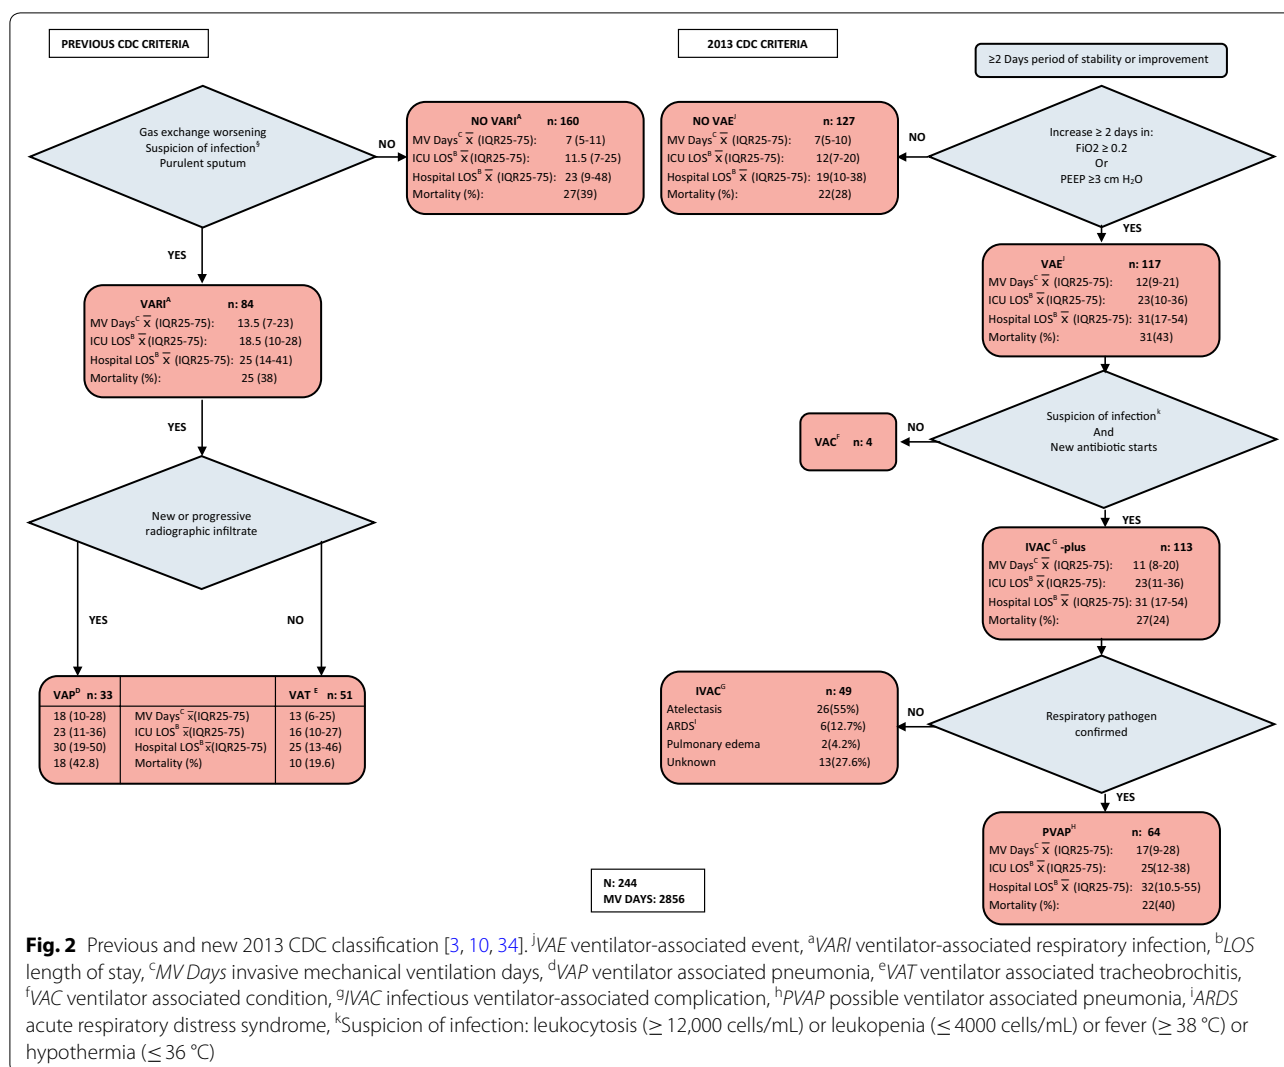 PREVIOUS CDC CRITERIA
Gas exchange worsening
Suspicion of infection§
Purulent sputum
NO
NO VARIᴬ n: 160
MV Daysᶜ x̅ (IQR25-75): 7 (5-11)
ICU LOSᴮ x̅ (IQR25-75): 11.5 (7-25)
Hospital LOSᴮ x̅ (IQR25-75): 23 (9-48)
Mortality (%): 27(39)
YES
VARIᴬ n: 84
MV Daysᶜ x̅ (IQR25-75): 13.5 (7-23)
ICU LOSᴮ x̅(IQR25-75): 18.5 (10-28)
Hospital LOSᴮ x̅ (IQR25-75): 25 (14-41)
Mortality (%): 25 (38)
YES
New or progressive
radiographic infiltrate
YES
NO
VAPᴰ n: 33 VAT ᴱ n: 51
18 (10-28) MV Daysᶜ x̅(IQR25-75) 13 (6-25)
23 (11-36) ICU LOSᴮ x̅(IQR25-75) 16 (10-27)
30 (19-50) Hospital LOSᴮ x̅(IQR25-75) 25 (13-46)
18 (42.8) Mortality (%) 10 (19.6)
2013 CDC CRITERIA
≥2 Days period of stability or improvement
Increase ≥ 2 days in:
FiO2 ≥ 0.2
Or
PEEP ≥3 cm H₂O
NO
NO VAEᴶ n: 127
MV Daysᶜ x̅ (IQR25-75): 7(5-10)
ICU LOSᴮ x̅(IQR25-75): 12(7-20)
Hospital LOSᴮ x̅ (IQR25-75): 19(10-38)
Mortality (%): 22(28)
YES
VAEᴶ n: 117
MV Daysᶜ x̅ (IQR25-75): 12(9-21)
ICU LOSᴮ x̅(IQR25-75): 23(10-36)
Hospital LOSᴮ x̅ (IQR25-75): 31(17-54)
Mortality (%): 31(43)
Suspicion of infectionᵏ
And
New antibiotic starts
NO
VACᶠ n: 4
YES
IVACᴳ -plus n: 113
MV Daysᶜ x̅ (IQR25-75): 11 (8-20)
ICU LOSᴮ x̅(IQR25-75): 23(11-36)
Hospital LOSᴮ x̅ (IQR25-75): 31 (17-54)
Mortality (%): 27(24)
Respiratory pathogen
confirmed
NO
IVACᴳ n: 49
Atelectasis 26(55%)
ARDSᴵ 6(12.7%)
Pulmonary edema 2(4.2%)
Unknown 13(27.6%)
YES
PVAPᴴ n: 64
MV Daysᶜ x̅ (IQR25-75): 17(9-28)
ICU LOSᴮ x̅(IQR25-75): 25(12-38)
Hospital LOSᴮ x̅ (IQR25-75): 32(10.5-55)
Mortality (%): 22(40)
N: 244
MV DAYS: 2856
Fig. 2 Previous and new 2013 CDC classification [3, 10, 34]. ʲVAE ventilator-associated event, ᵃVARI ventilator-associated respiratory infection, ᵇLOS
length of stay, ᶜMV Days invasive mechanical ventilation days, ᵈVAP ventilator associated pneumonia, ᵉVAT ventilator associated tracheobrochitis,
ᶠVAC ventilator associated condition, ᵍIVAC infectious ventilator-associated complication, ʰPVAP possible ventilator associated pneumonia, ⁱARDS
acute respiratory distress syndrome, ᵏSuspicion of infection: leukocytosis (≥ 12,000 cells/mL) or leukopenia (≤ 4000 cells/mL) or fever (≥ 38 °C) or
hypothermia (≤ 36 °C)